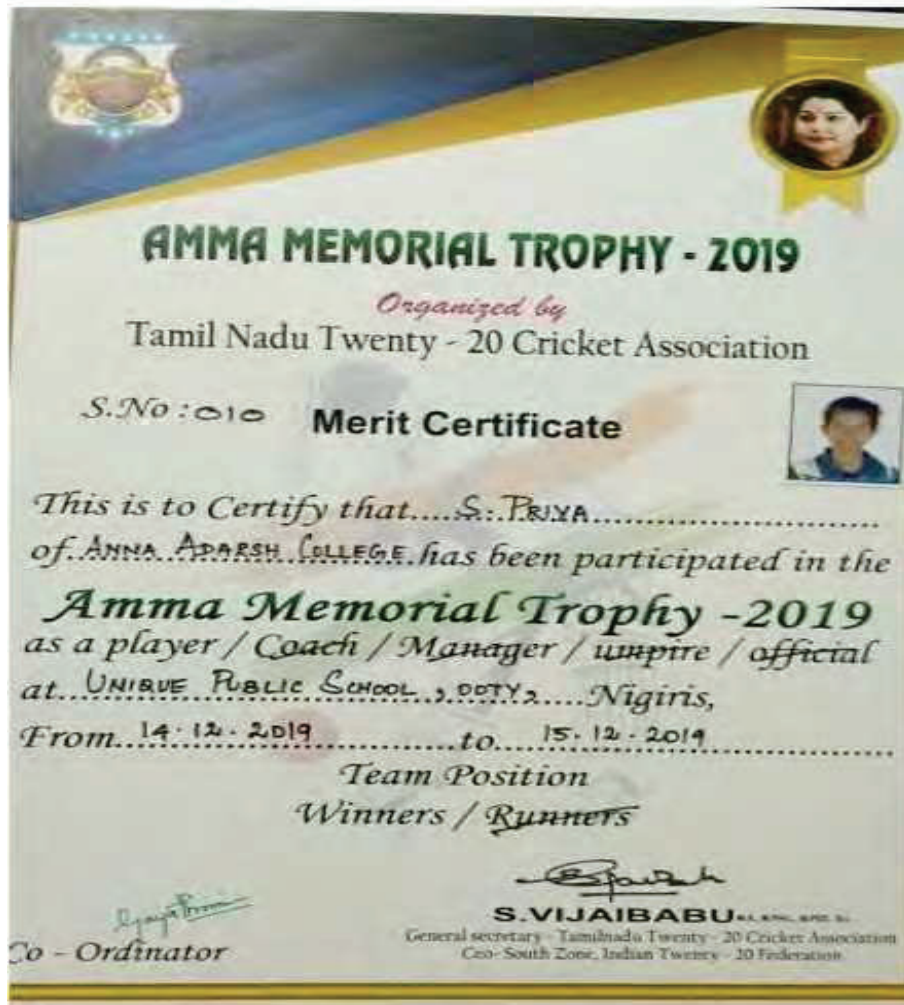 AMMA MEMORIAL TROPHY - 2019
Organized by
Tamil Nadu Twenty - 20 Cricket Association
S.No : 010 Merit Certificate
This is to Certify that....S. PRIYA..............................
of..ANNA ADARSH COLLEGE.has been participated in the
Amma Memorial Trophy -2019
as a player / Coach / Manager / umpire / official
at..UNIQUE PUBLIC SCHOOL, OOTY,.....Nigiris,
From..14.12.2019...............to....15.12.2019....................
Team Position
Winners / Runners
S.VIJAIBABU
Co - Ordinator
General secretary - Tamilnadu Twenty - 20 Cricket Association
Ceo- South Zone, Indian Twenty - 20 Federation